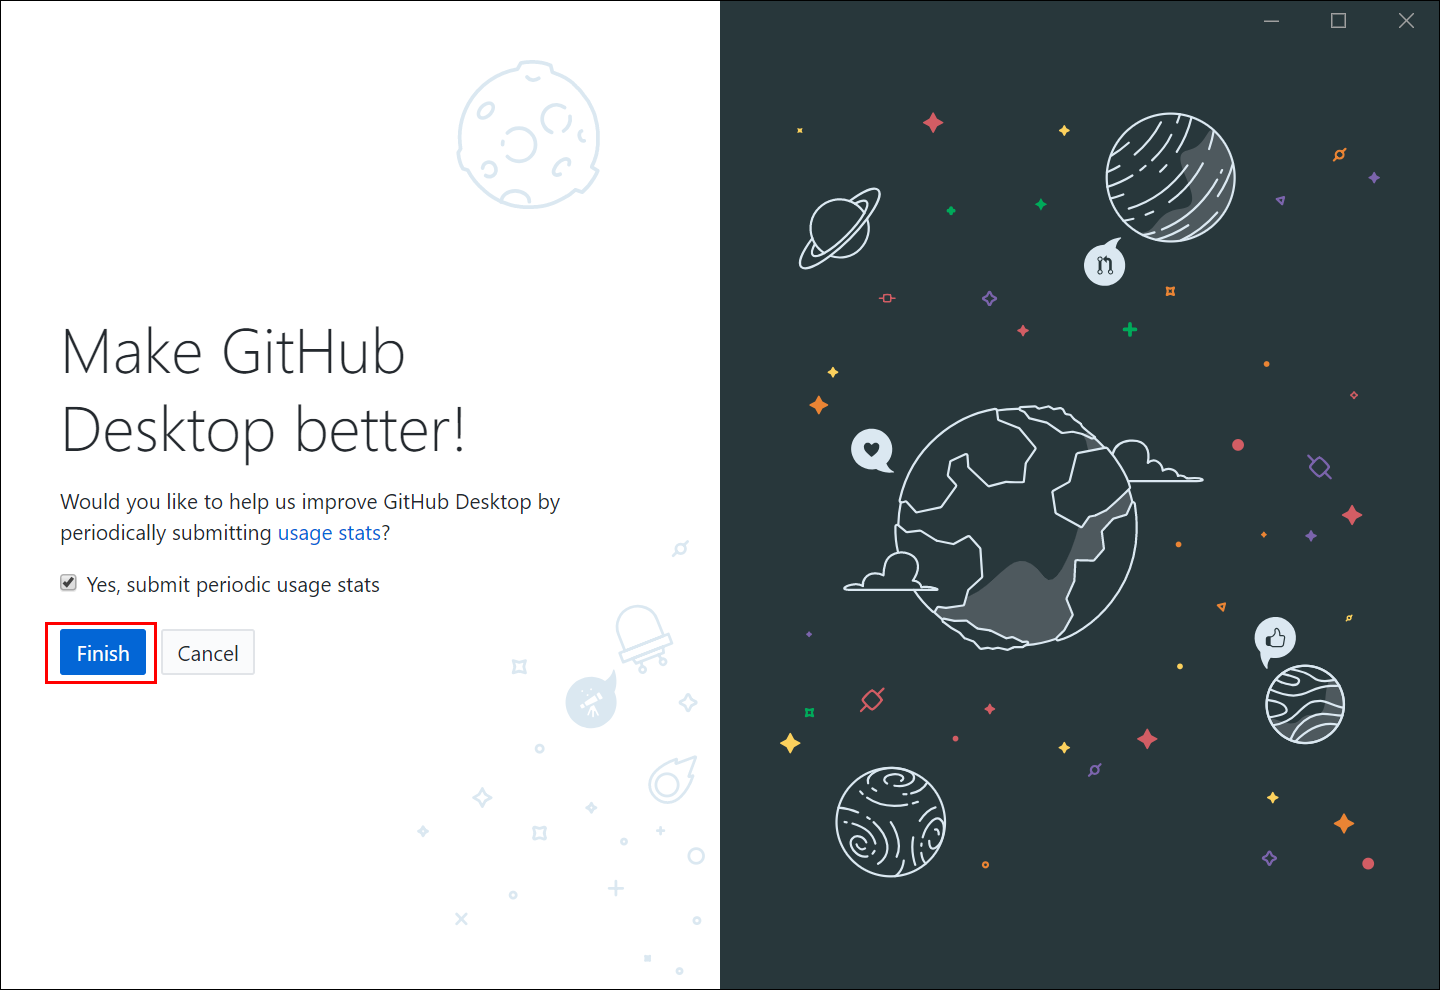 Make GitHub
Desktop better!
Would you like to help us improve GitHub Desktop by
periodically submitting usage stats?
Yes, submit periodic usage stats
Finish
Cancel